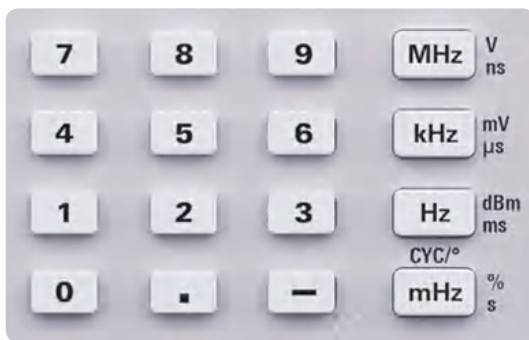 7 8 9 MHz V
ns
4 5 6 kHz mV
µs
1 2 3 Hz dBm
ms
CYC/°
0 . – mHz %
s